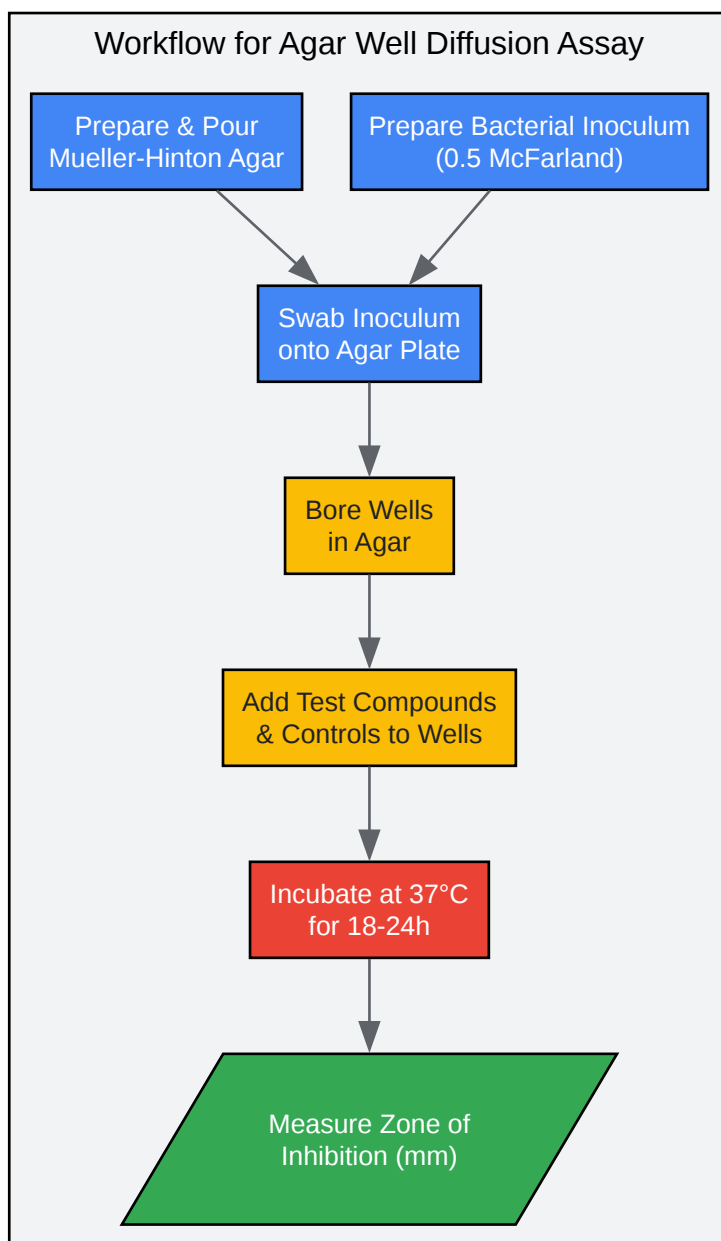 Workflow for Agar Well Diffusion Assay
Prepare & Pour
Mueller-Hinton Agar
Prepare Bacterial Inoculum
(0.5 McFarland)
Swab Inoculum
onto Agar Plate
Bore Wells
in Agar
Add Test Compounds
& Controls to Wells
Incubate at 37°C
for 18-24h
Measure Zone of
Inhibition (mm)